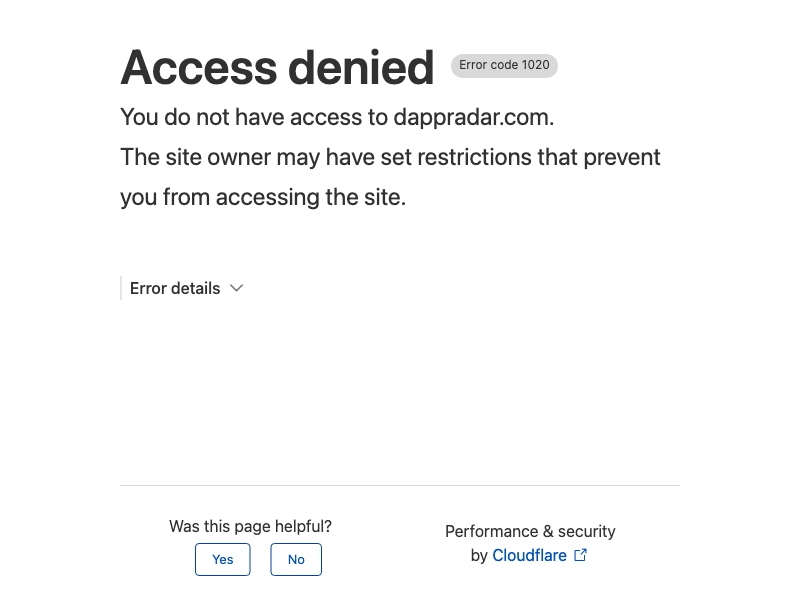 Access denied Error code 1020
You do not have access to dappradar.com.
The site owner may have set restrictions that prevent
you from accessing the site.
Error details
Was this page helpful?
Yes No
Performance & security
by Cloudflare